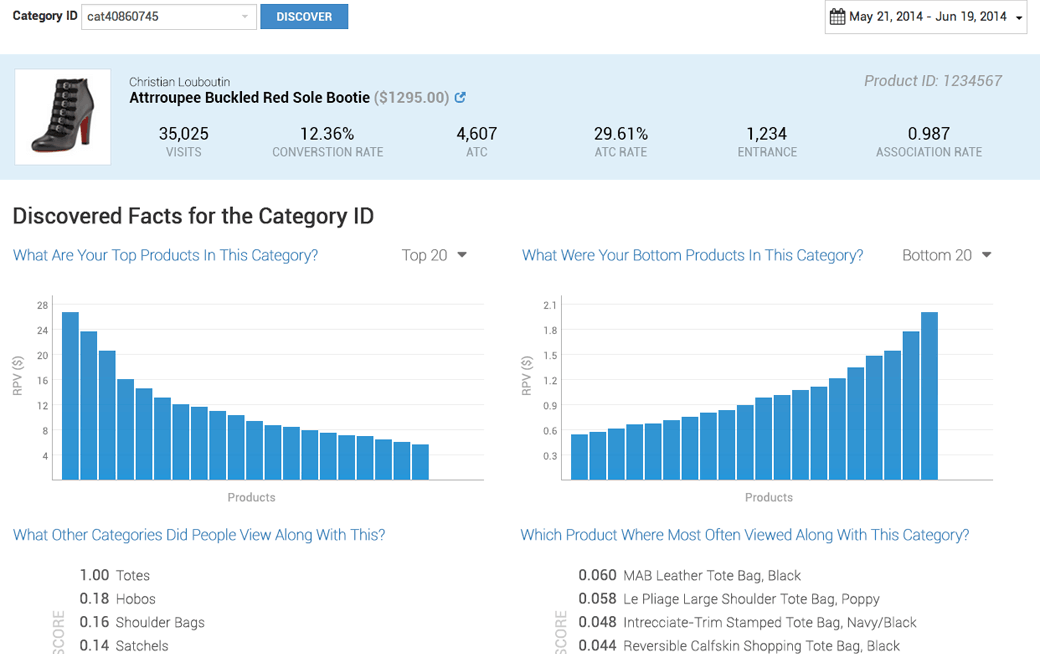 Category ID cat40860745 DISCOVER May 21, 2014 - Jun 19, 2014
Christian Louboutin
Product ID: 1234567
Attrroupee Buckled Red Sole Bootie ($1295.00)
35,025 12.36% 4,607 29.61% 1,234 0.987
VISITS CONVERSTION RATE ATC ATC RATE ENTRANCE ASSOCIATION RATE
Discovered Facts for the Category ID
What Are Your Top Products In This Category? Top 20
28
24
20
16
12
8
4
RPV ($)
Products
What Were Your Bottom Products In This Category? Bottom 20
2.1
1.8
1.5
1.2
0.9
0.6
0.3
RPV ($)
Products
What Other Categories Did People View Along With This?
SCORE
1.00 Totes
0.18 Hobos
0.16 Shoulder Bags
0.14 Satchels
Which Product Where Most Often Viewed Along With This Category?
SCORE
0.060 MAB Leather Tote Bag, Black
0.058 Le Pliage Large Shoulder Tote Bag, Poppy
0.048 Intrecciate-Trim Stamped Tote Bag, Navy/Black
0.044 Reversible Calfskin Shopping Tote Bag, Black